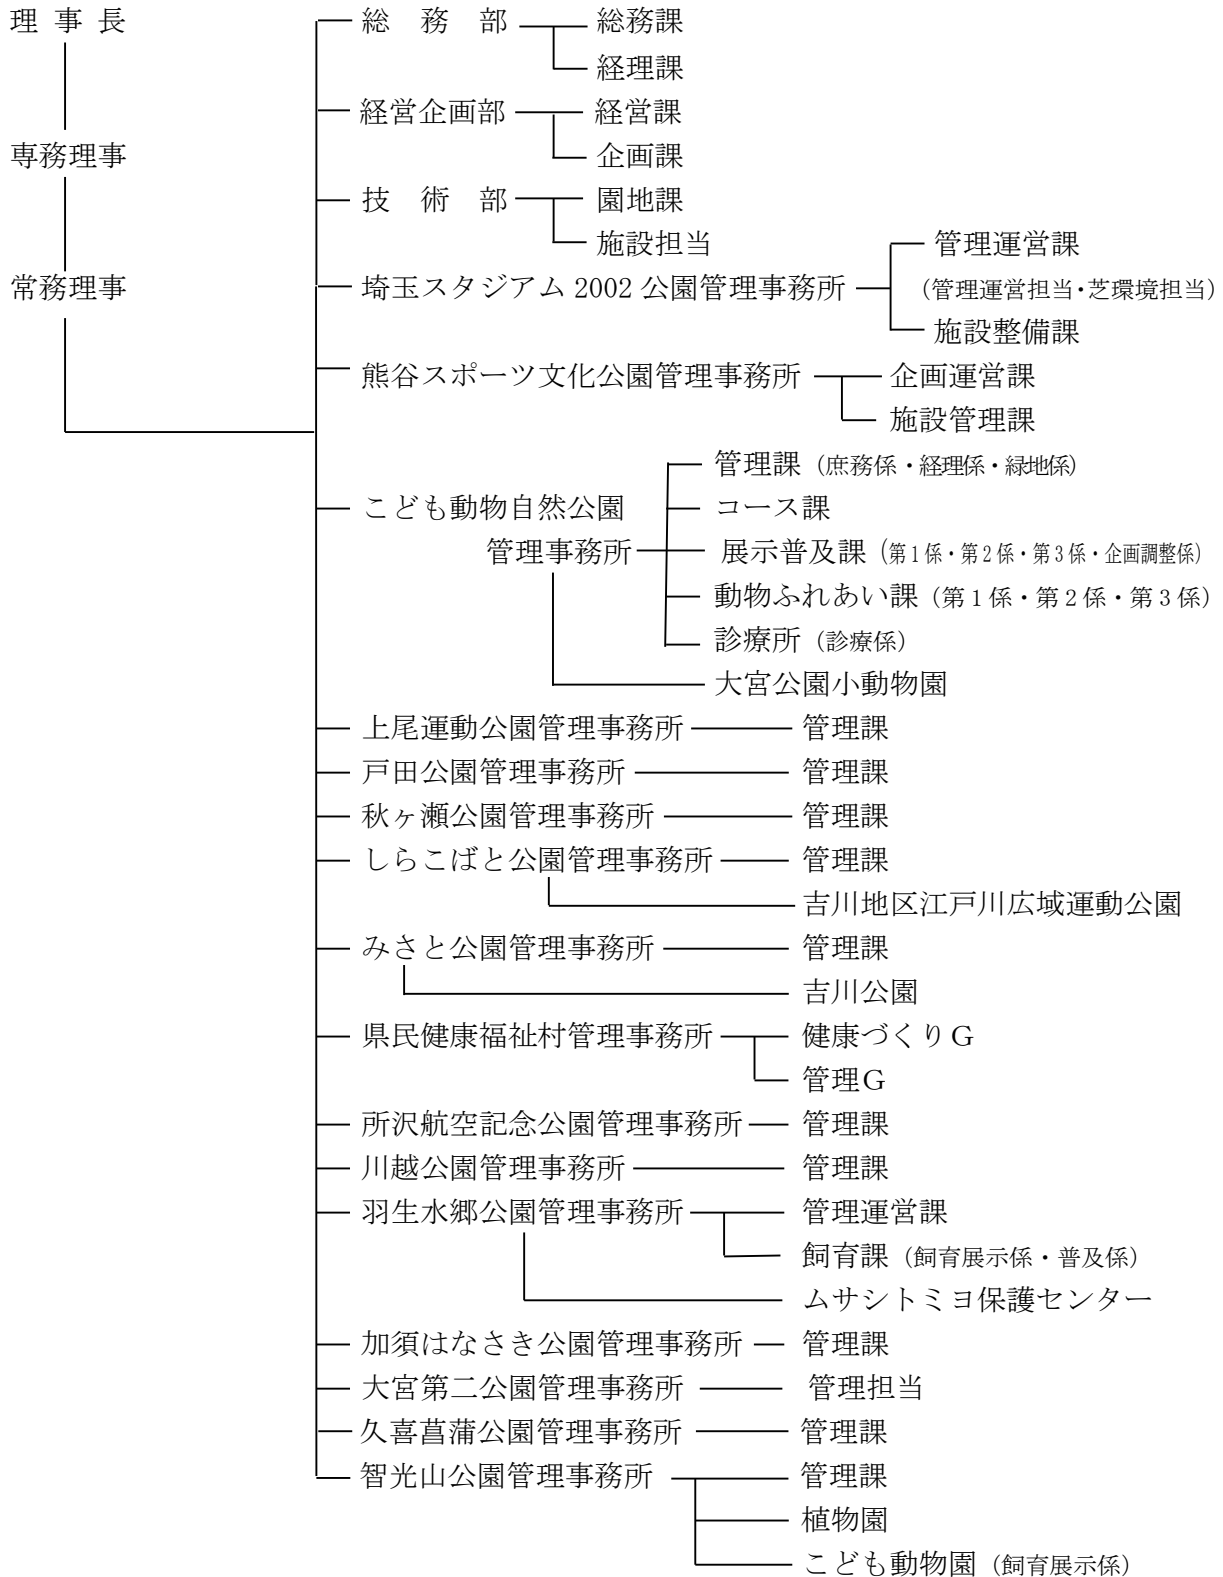 理事長 総務部 総務課
経理課
経営企画部 経営課
専務理事 企画課
技術部 園地課
施設担当 管理運営課
常務理事 埼玉スタジアム2002公園管理事務所 (管理運営担当・芝環境担当)
施設整備課
熊谷スポーツ文化公園管理事務所 企画運営課
施設管理課
管理課(庶務係・経理係・緑地係)
こども動物自然公園 コース課
管理事務所 展示普及課(第1係・第2係・第3係・企画調整係)
動物ふれあい課(第1係・第2係・第3係)
診療所(診療係)
大宮公園小動物園
上尾運動公園管理事務所 管理課
戸田公園管理事務所 管理課
秋ヶ瀬公園管理事務所 管理課
しらこばと公園管理事務所 管理課
吉川地区江戸川広域運動公園
みさと公園管理事務所 管理課
吉川公園
県民健康福祉村管理事務所 健康づくりG
管理G
所沢航空記念公園管理事務所 管理課
川越公園管理事務所 管理課
羽生水郷公園管理事務所 管理運営課
飼育課(飼育展示係・普及係)
ムサシトミヨ保護センター
加須はなさき公園管理事務所 管理課
大宮第二公園管理事務所 管理担当
久喜菖蒲公園管理事務所 管理課
智光山公園管理事務所 管理課
植物園
こども動物園(飼育展示係)